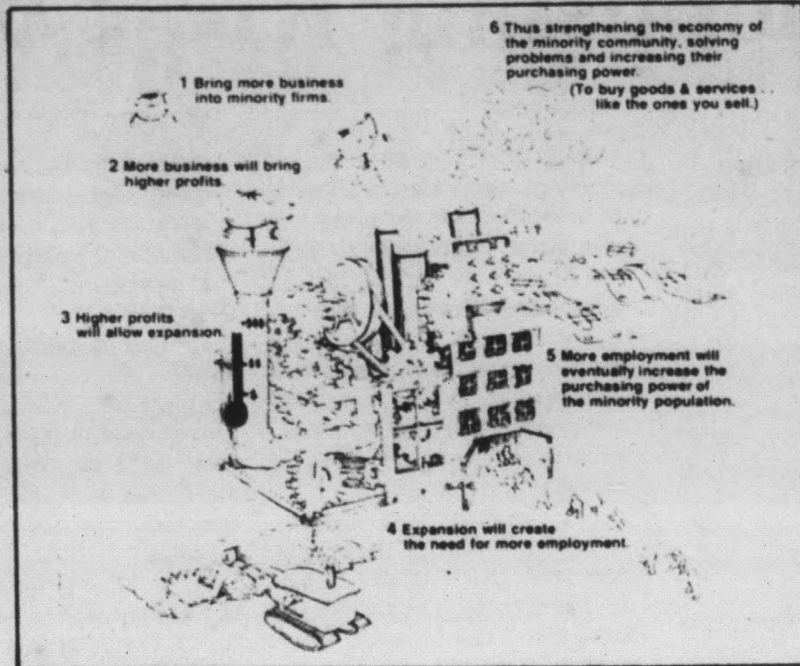 1 Bring more business
into minority firms.
2 More business will bring
higher profits.
3 Higher profits
will allow expansion.
$$$
$$
$
4 Expansion will create
the need for more employment.
5 More employment will
eventually increase the
purchasing power of
the minority population.
6 Thus strengthening the economy of
the minority community, solving
problems and increasing their
purchasing power.
(To buy goods & services . .
like the ones you sell.)